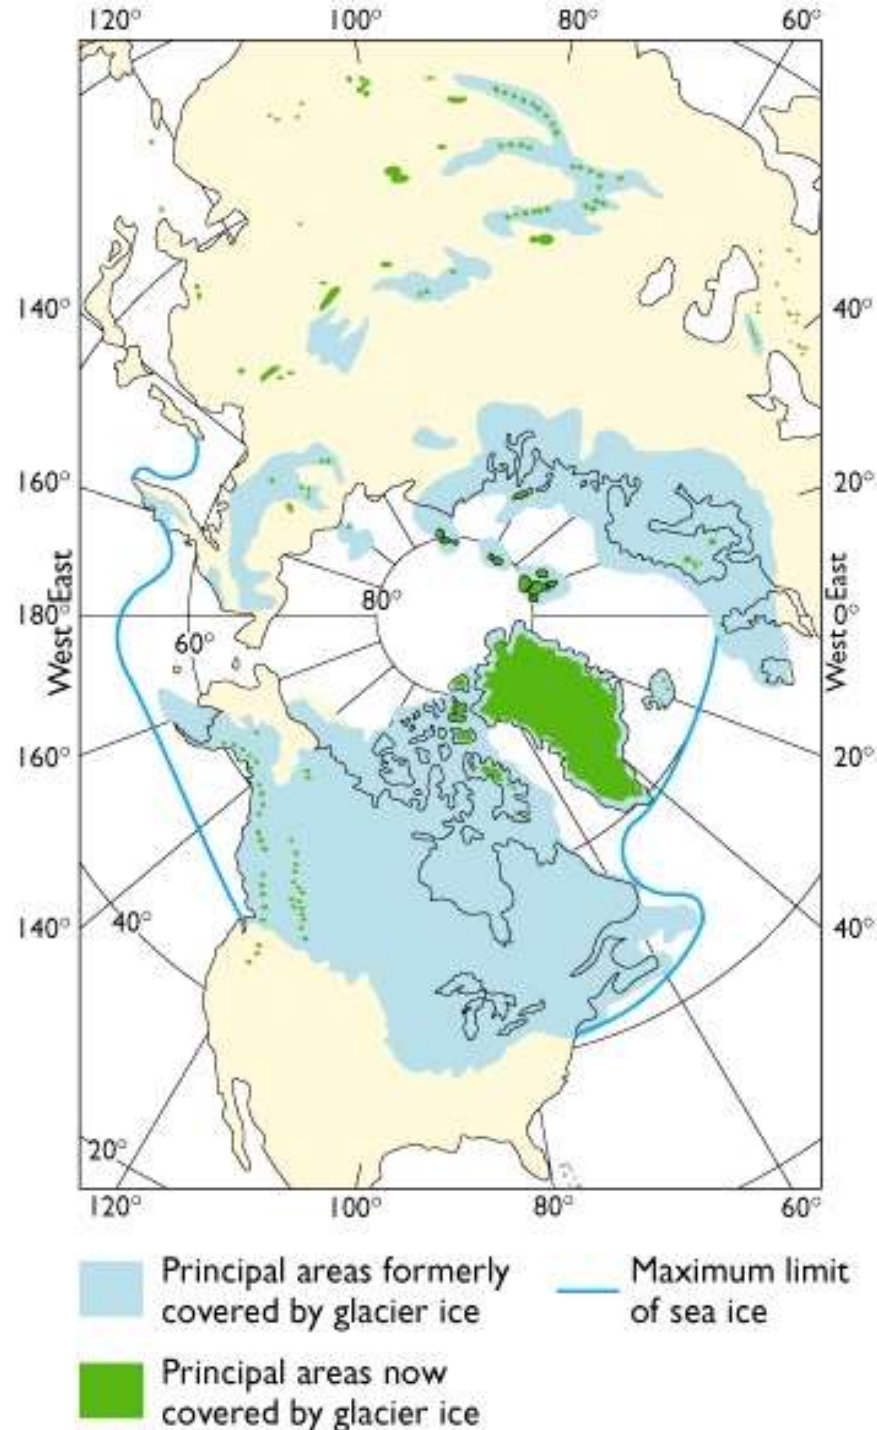 120° 100° 80° 60°
140° 40°
160° 20°
West East 180° 0° West East
80°
60°
160° 20°
140° 40° 40°
20°
120° 100° 80° 60°
Principal areas formerly
covered by glacier ice
Maximum limit
of sea ice
Principal areas now
covered by glacier ice